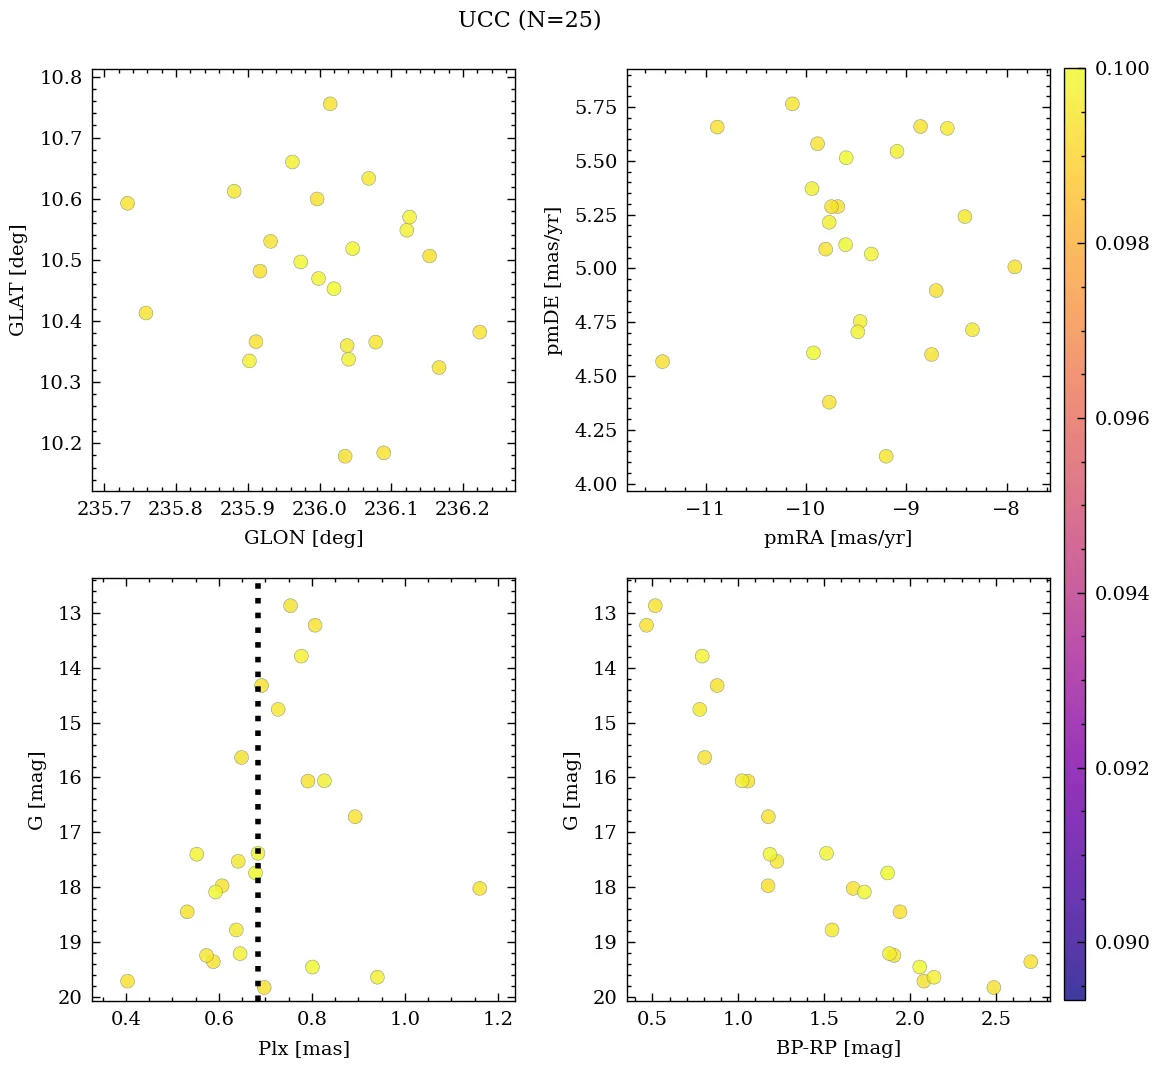 UCC (N=25)
10.8
10.7
10.6
10.5
10.4
10.3
10.2
GLAT [deg]
235.7 235.8 235.9 236.0 236.1 236.2
GLON [deg]
5.75
5.50
5.25
5.00
4.75
4.50
4.25
4.00
pmDE [mas/yr]
−11 −10 −9 −8
pmRA [mas/yr]
13
14
15
16
17
18
19
20
G [mag]
0.4 0.6 0.8 1.0 1.2
Plx [mas]
13
14
15
16
17
18
19
20
G [mag]
0.5 1.0 1.5 2.0 2.5
BP-RP [mag]
0.100
0.098
0.096
0.094
0.092
0.090